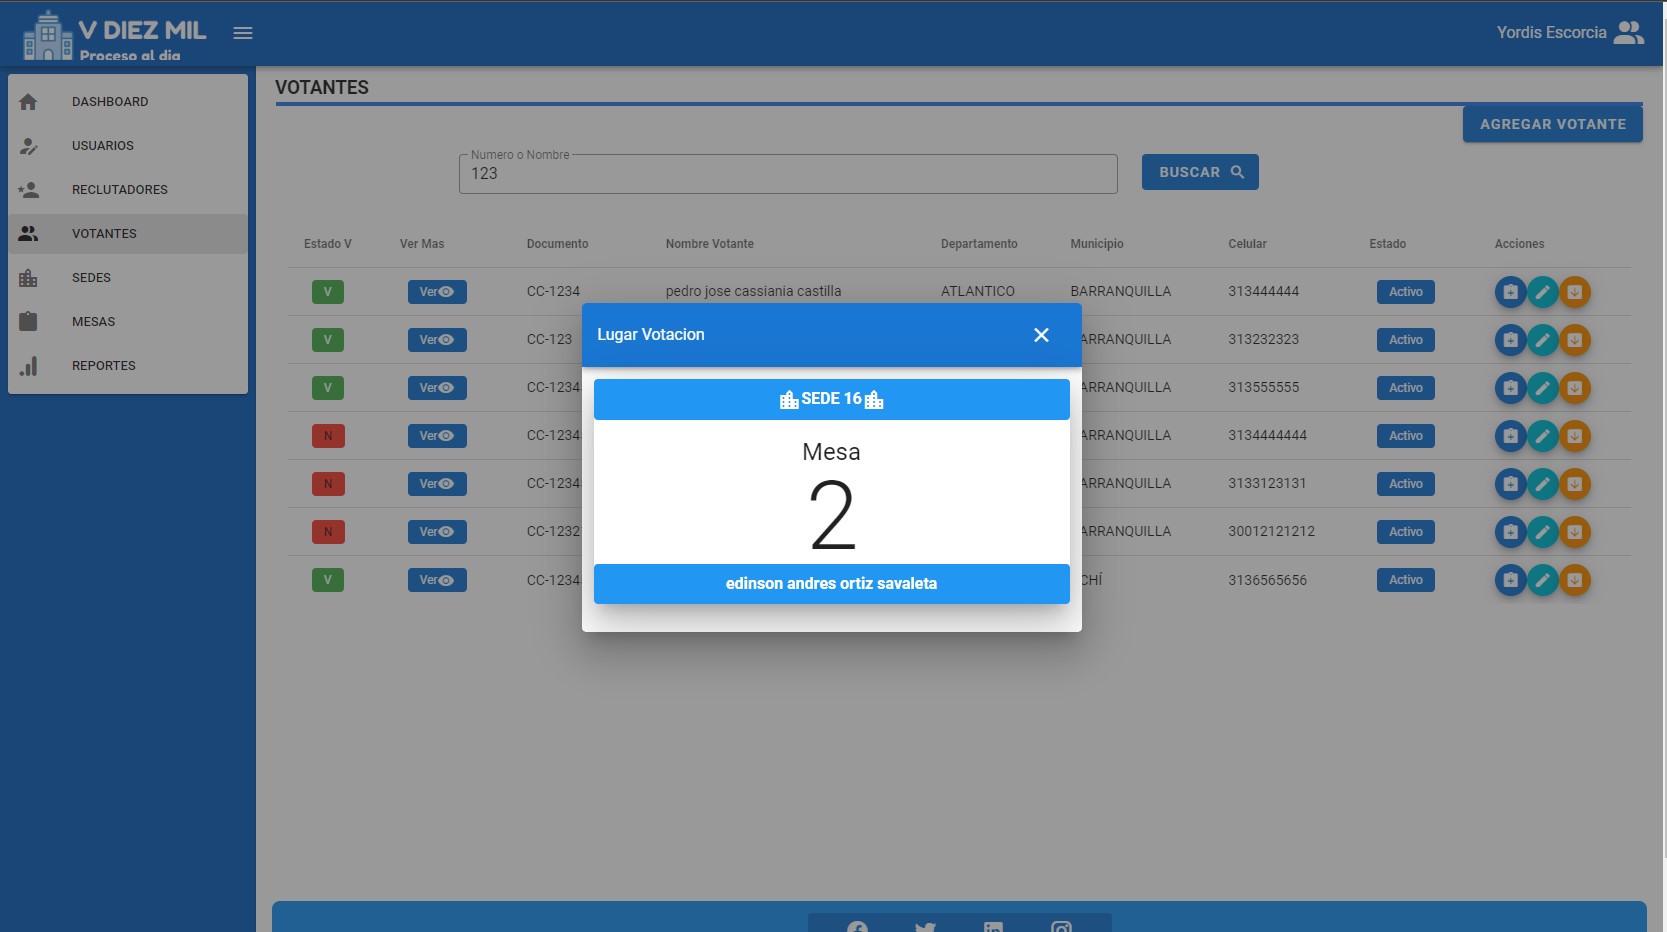 V DIEZ MIL
Proceso al dia
Yordis Escorcia
DASHBOARD
USUARIOS
RECLUTADORES
VOTANTES
SEDES
MESAS
REPORTES
VOTANTES
AGREGAR VOTANTE
Numero o Nombre
123
BUSCAR
Estado V Ver Mas Documento Nombre Votante Departamento Municipio Celular Estado Acciones
V Ver CC-1234 pedro jose cassiania castilla ATLANTICO BARRANQUILLA 313444444 Activo
V Ver CC-123 ARRANQUILLA 313232323 Activo
V Ver CC-1234 ARRANQUILLA 313555555 Activo
N Ver CC-1234 ARRANQUILLA 3134444444 Activo
N Ver CC-1234 ARRANQUILLA 3133123131 Activo
N Ver CC-1232 ARRANQUILLA 30012121212 Activo
V Ver CC-1234 CHÍ 3136565656 Activo
Lugar Votacion
SEDE 16
Mesa
2
edinson andres ortiz savaleta